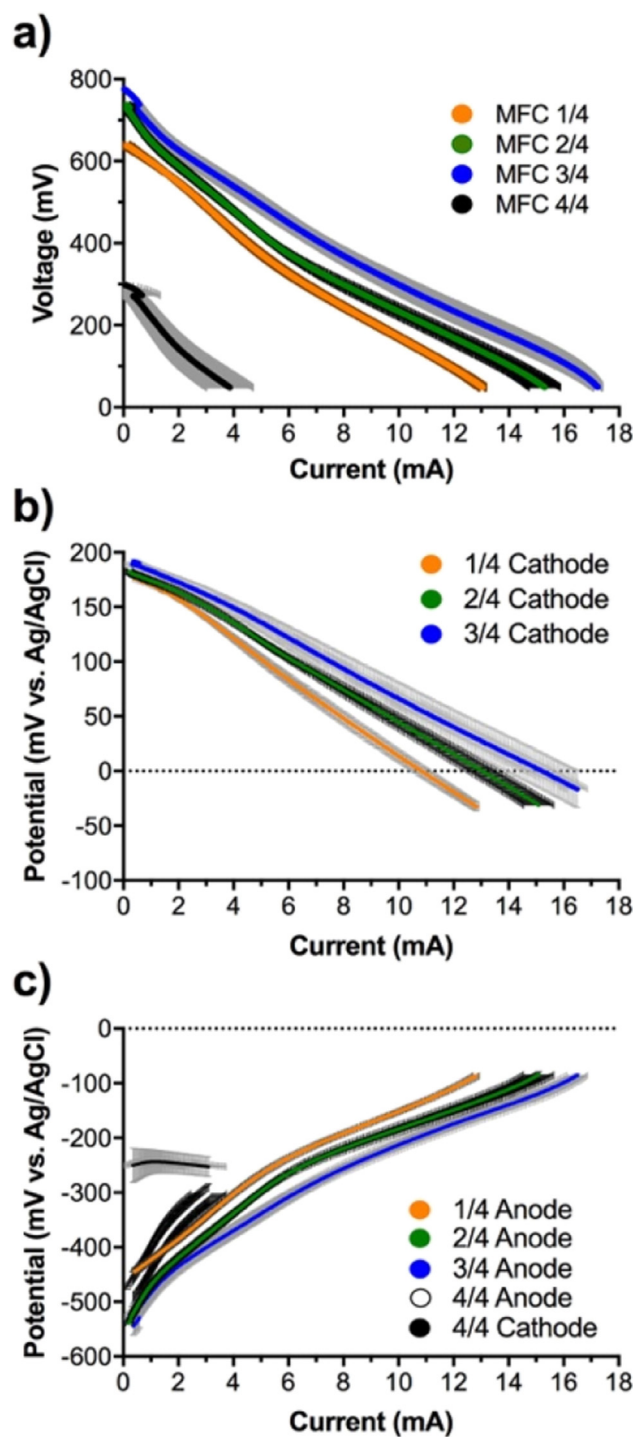 a)
800
600
400
200
0
Voltage (mV)
MFC 1/4
MFC 2/4
MFC 3/4
MFC 4/4
0 2 4 6 8 10 12 14 16 18
Current (mA)
b)
200
150
100
50
0
-50
-100
Potential (mV vs. Ag/AgCl)
1/4 Cathode
2/4 Cathode
3/4 Cathode
0 2 4 6 8 10 12 14 16 18
Current (mA)
c)
0
-100
-200
-300
-400
-500
-600
Potential (mV vs. Ag/AgCl)
1/4 Anode
2/4 Anode
3/4 Anode
4/4 Anode
4/4 Cathode
0 2 4 6 8 10 12 14 16 18
Current (mA)